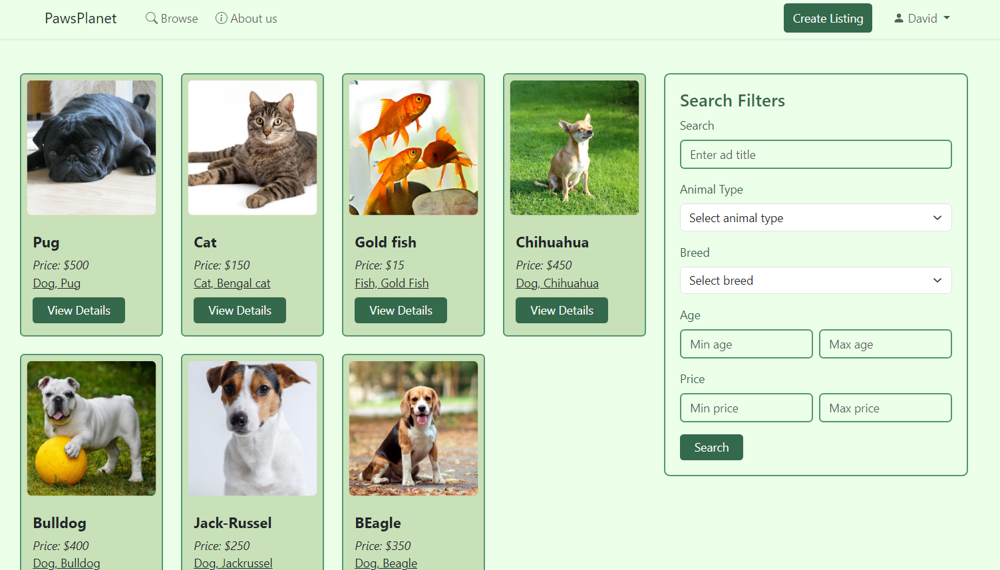 PawsPlanet
Browse
About us
Create Listing
David
Pug
Price: $500
Dog, Pug
View Details
Cat
Price: $150
Cat, Bengal cat
View Details
Gold fish
Price: $15
Fish, Gold Fish
View Details
Chihuahua
Price: $450
Dog, Chihuahua
View Details
Bulldog
Price: $400
Dog, Bulldog
Jack-Russel
Price: $250
Dog, Jackrussel
BEagle
Price: $350
Dog, Beagle
Search Filters
Search
Enter ad title
Animal Type
Select animal type
Breed
Select breed
Age
Min age
Max age
Price
Min price
Max price
Search